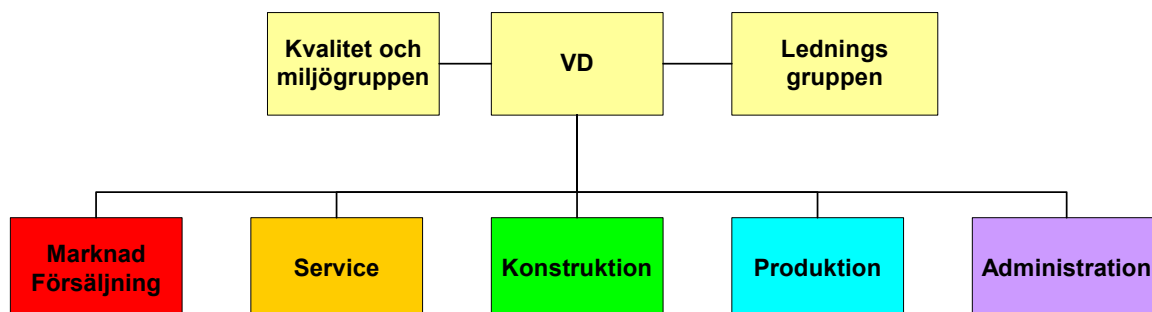 Kvalitet och
miljögruppen
VD
Lednings
gruppen
Marknad
Försäljning
Service
Konstruktion
Produktion
Administration